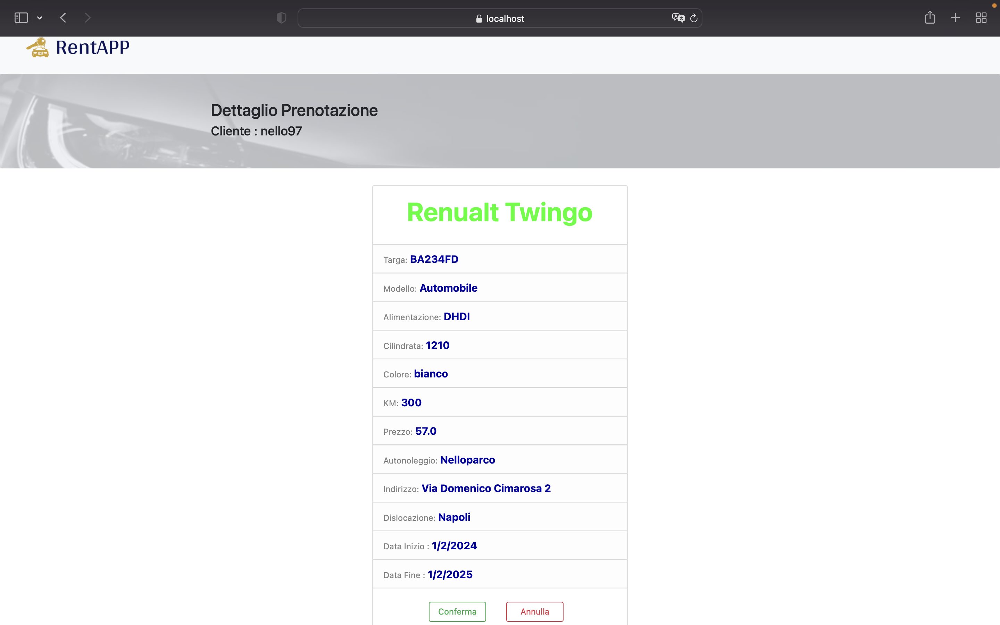 localhost
RentAPP
Dettaglio Prenotazione
Cliente : nello97
Renualt Twingo
Targa: BA234FD
Modello: Automobile
Alimentazione: DHDI
Cilindrata: 1210
Colore: bianco
KM: 300
Prezzo: 57.0
Autonoleggio: Nelloparco
Indirizzo: Via Domenico Cimarosa 2
Dislocazione: Napoli
Data Inizio : 1/2/2024
Data Fine : 1/2/2025
Conferma Annulla